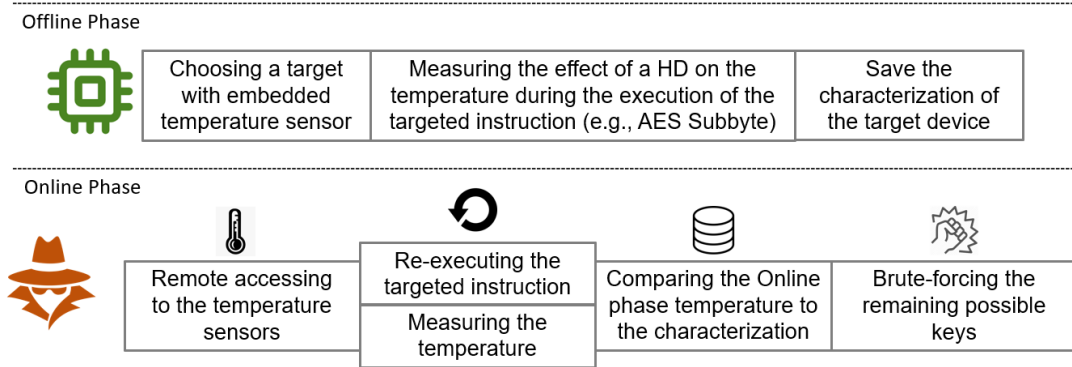 Offline Phase
Choosing a target
with embedded
temperature sensor
Measuring the effect of a HD on the
temperature during the execution of the
targeted instruction (e.g., AES Subbyte)
Save the
characterization of
the target device
Online Phase
Remote accessing
to the temperature
sensors
Re-executing the
targeted instruction
Measuring the
temperature
Comparing the Online
phase temperature to
the characterization
Brute-forcing the
remaining possible
keys